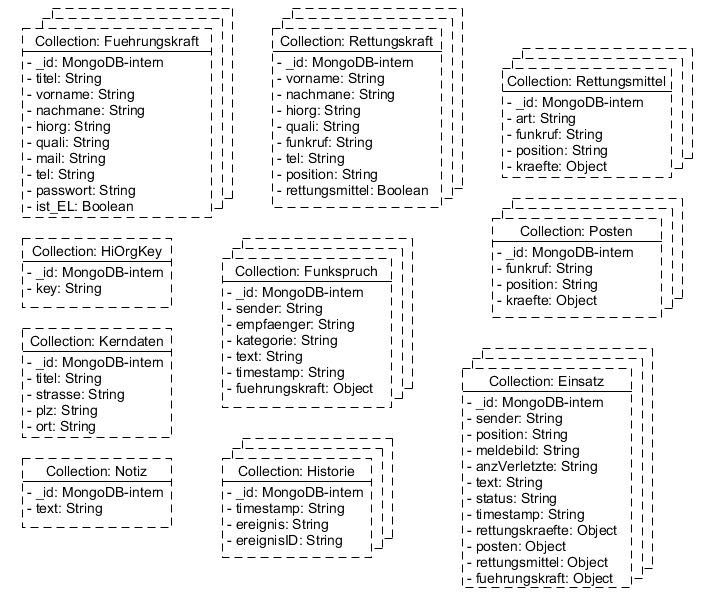 Collection: Fuehrungskraft
- _id: MongoDB-intern
- titel: String
- vorname: String
- nachmane: String
- hiorg: String
- quali: String
- mail: String
- tel: String
- passwort: String
- ist_EL: Boolean
Collection: Rettungskraft
- _id: MongoDB-intern
- vorname: String
- nachmane: String
- hiorg: String
- quali: String
- funkruf: String
- tel: String
- position: String
- rettungsmittel: Boolean
Collection: Rettungsmittel
- _id: MongoDB-intern
- art: String
- funkruf: String
- position: String
- kraefte: Object
Collection: Posten
- _id: MongoDB-intern
- funkruf: String
- position: String
- kraefte: Object
Collection: HiOrgKey
- _id: MongoDB-intern
- key: String
Collection: Funkspruch
- _id: MongoDB-intern
- sender: String
- empfaenger: String
- kategorie: String
- text: String
- timestamp: String
- fuehrungskraft: Object
Collection: Kerndaten
- _id: MongoDB-intern
- titel: String
- strasse: String
- plz: String
- ort: String
Collection: Einsatz
- _id: MongoDB-intern
- sender: String
- position: String
- meldebild: String
- anzVerletzte: String
- text: String
- status: String
- timestamp: String
- rettungskraefte: Object
- posten: Object
- rettungsmittel: Object
- fuehrungskraft: Object
Collection: Notiz
- _id: MongoDB-intern
- text: String
Collection: Historie
- _id: MongoDB-intern
- timestamp: String
- ereignis: String
- ereignisID: String